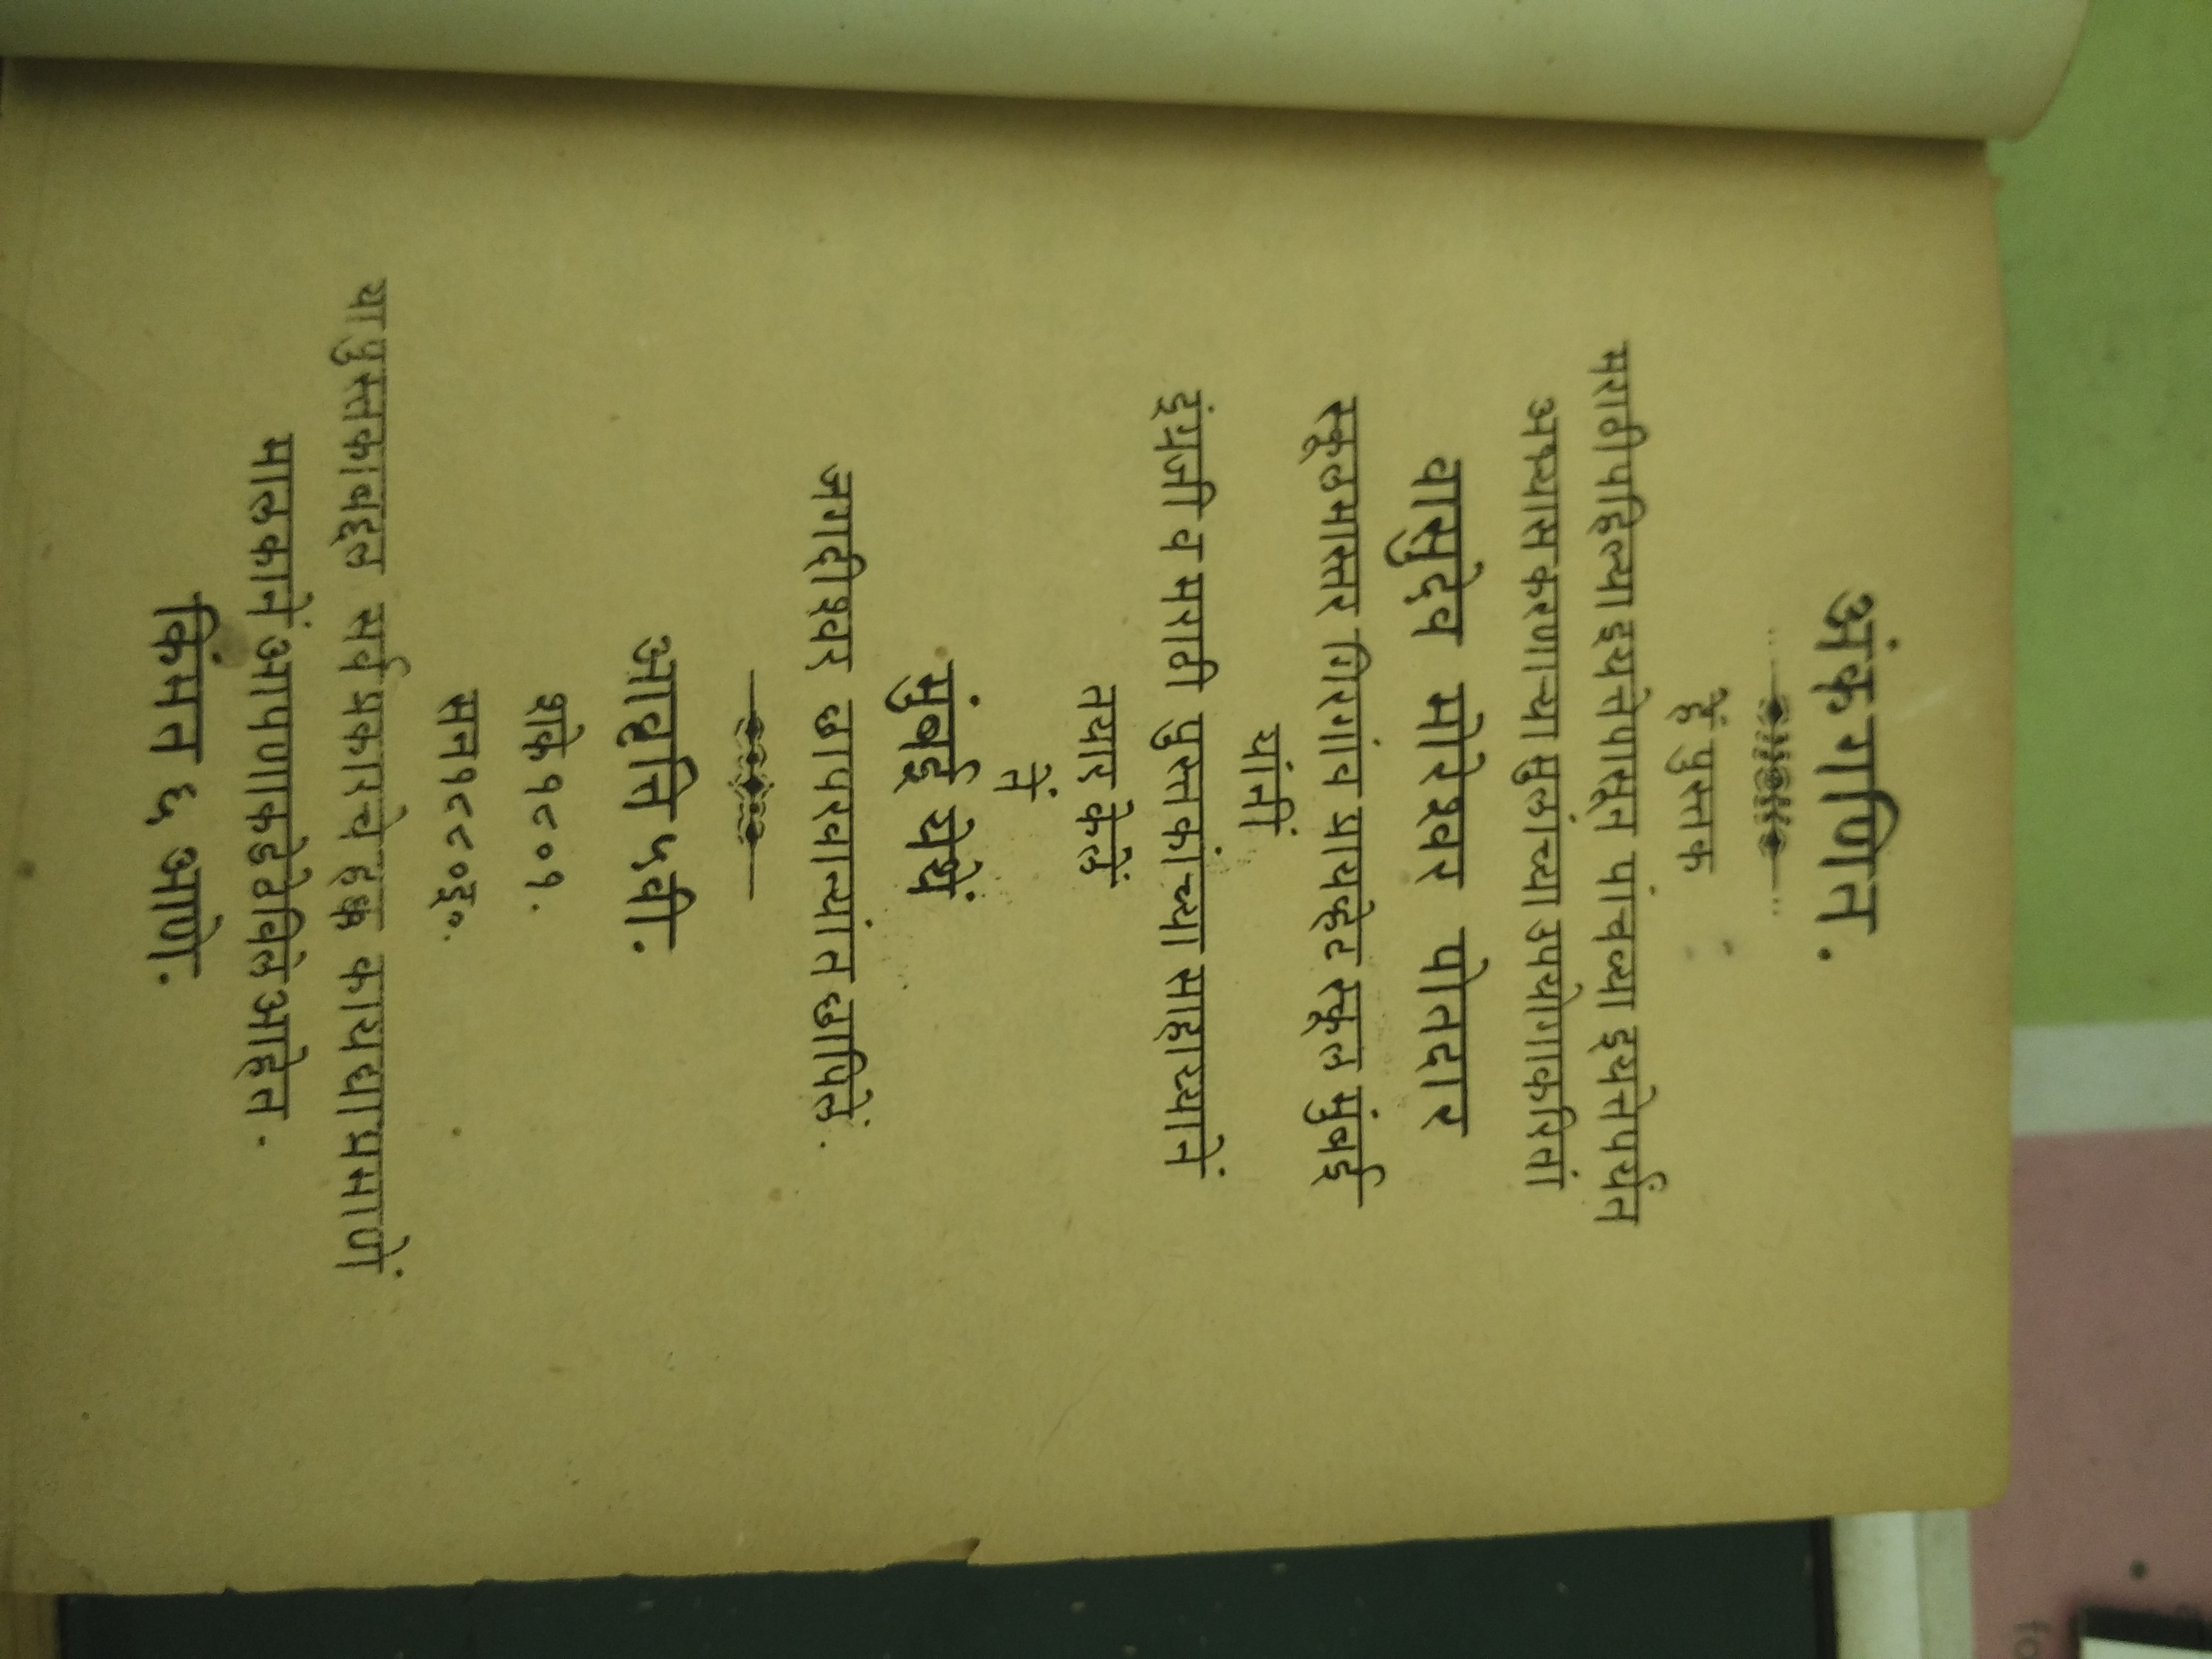 अंकगणित.
हें पुस्तक
मराठी पहिल्या इयत्तेपासून पांचव्या इयत्तेपर्यंत
अभ्यास करणाऱ्या मुलांच्या उपयोगाकरितां
वासुदेव मोरेश्वर पोतदार
स्कूलमास्तर गिरगांव प्रायव्हेट स्कूल मुंबई
यांनीं
इंग्रजी व मराठी पुस्तकांच्या साहाय्यानें
तयार केलें
तें
मुंबई येथें
जगदीश्वर छापखान्यांत छापिलें.
आवृत्ति ५वी.
शके १८०१.
सन १८८०इ०.
या पुस्तकाबद्दल सर्व प्रकारचे हक्क कायद्याप्रमाणें
मालकानें आपणाकडे ठेविले आहेत.
किंमत ६ आणे.